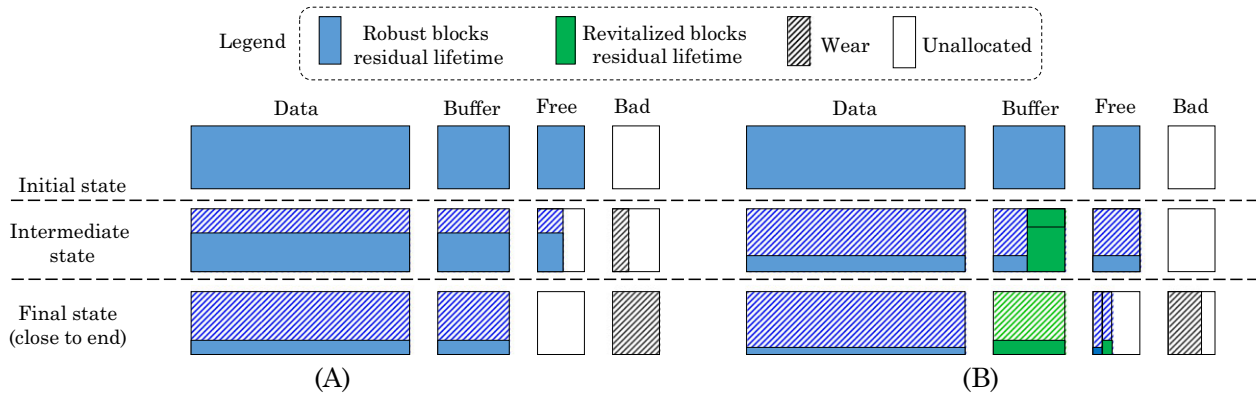 Legend
Robust blocks
residual lifetime
Revitalized blocks
residual lifetime
Wear
Unallocated
Data
Buffer
Free
Bad
Data
Buffer
Free
Bad
Initial state
Intermediate
state
Final state
(close to end)
(A)
(B)